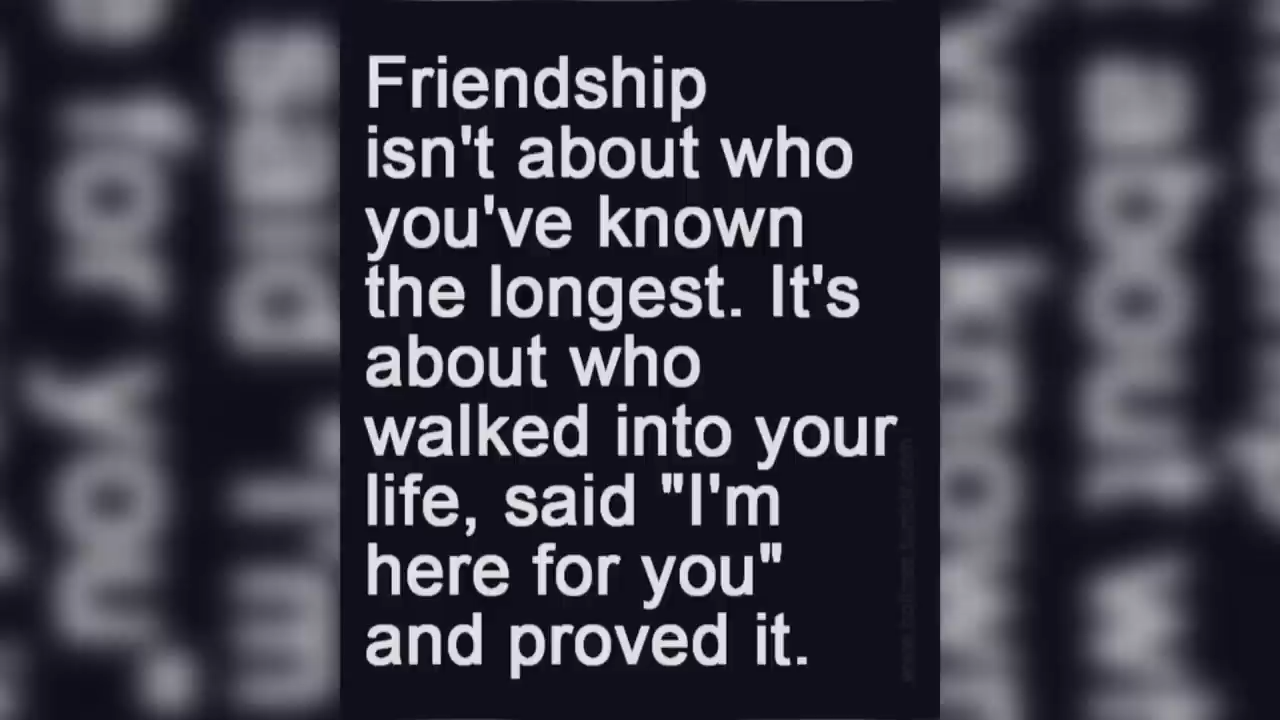 Friendship
isn't about who
you've known
the longest. It's
about who
walked into your
life, said "I'm
here for you"
and proved it.